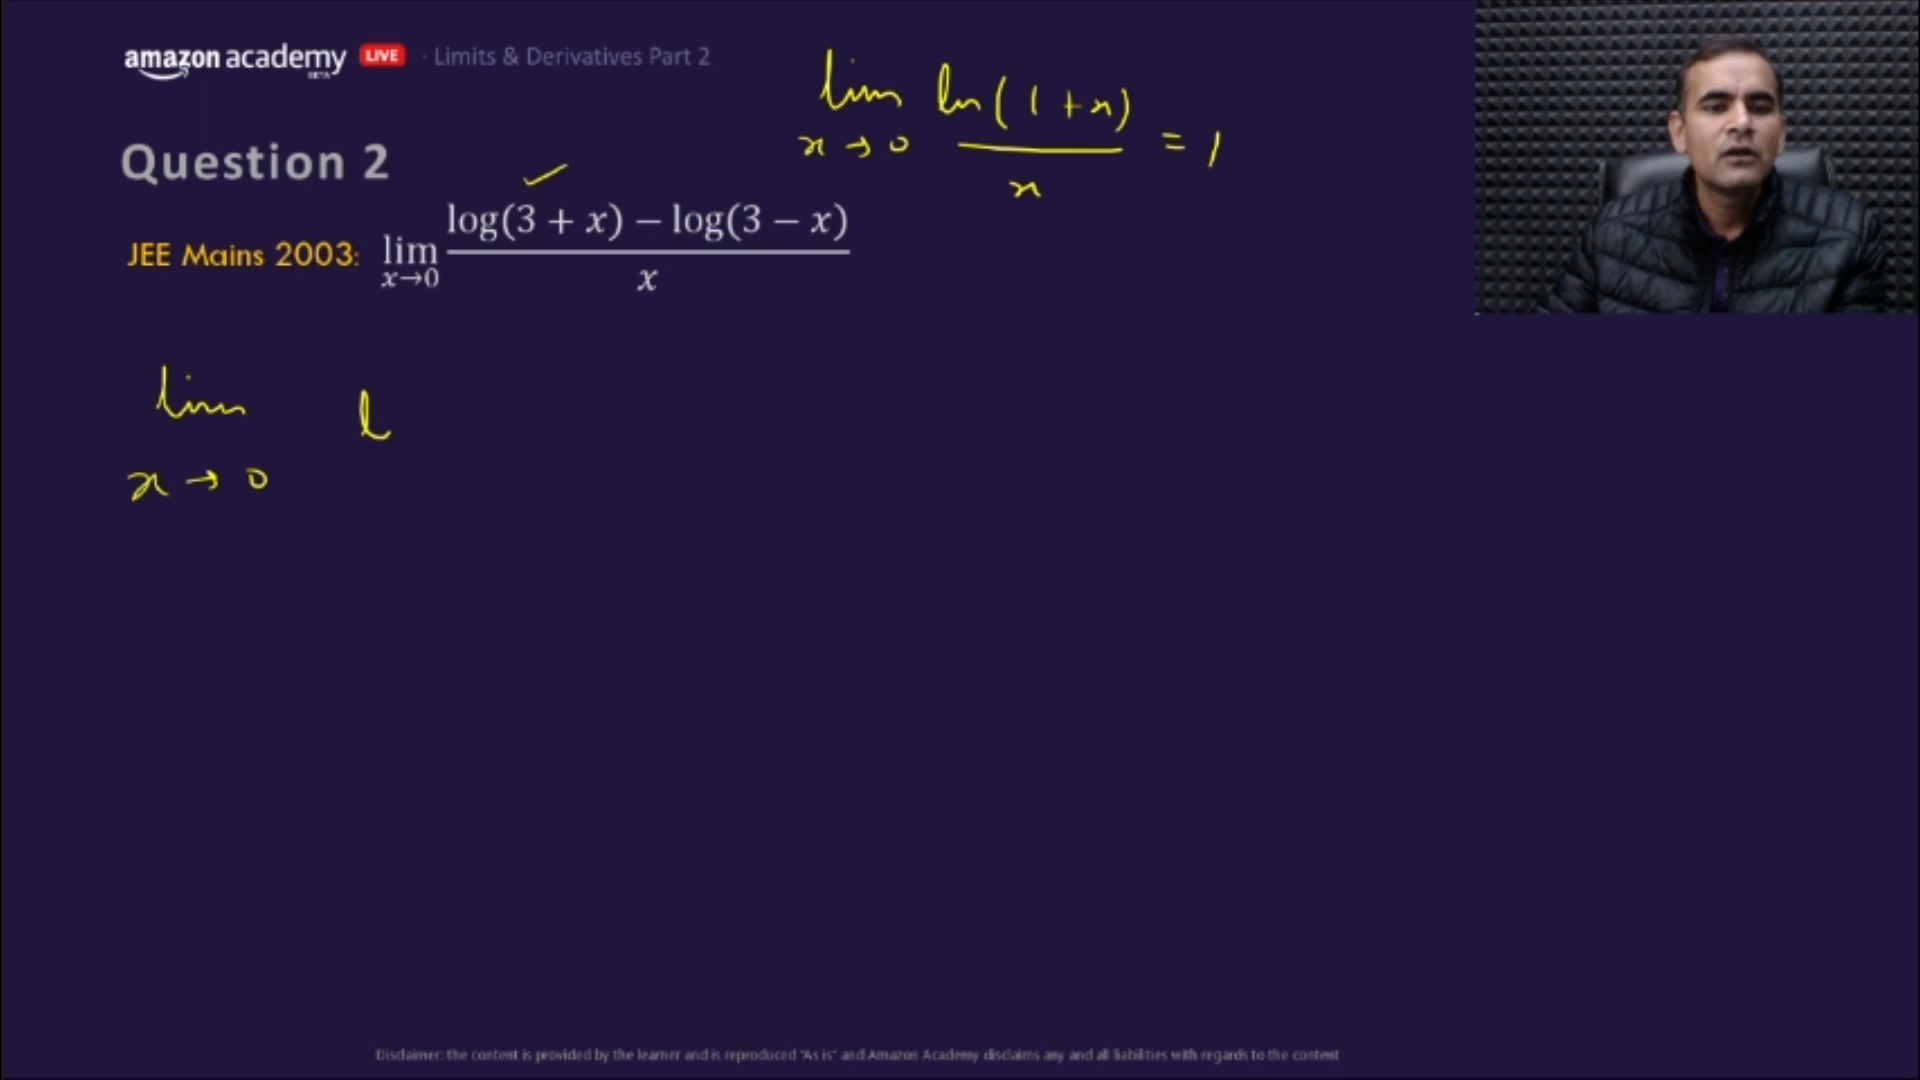 amazon academy LIVE · Limits & Derivatives Part 2
BETA
lim ln(1+x)
x→0 ─── = 1
x
Question 2
✓
log(3 + x) − log(3 − x)
JEE Mains 2003: lim
x→0 x
lim l
x → 0
Disclaimer: the content is provided by the learner and is reproduced "As is" and Amazon Academy disclaims any and all liabilities with regards to the content